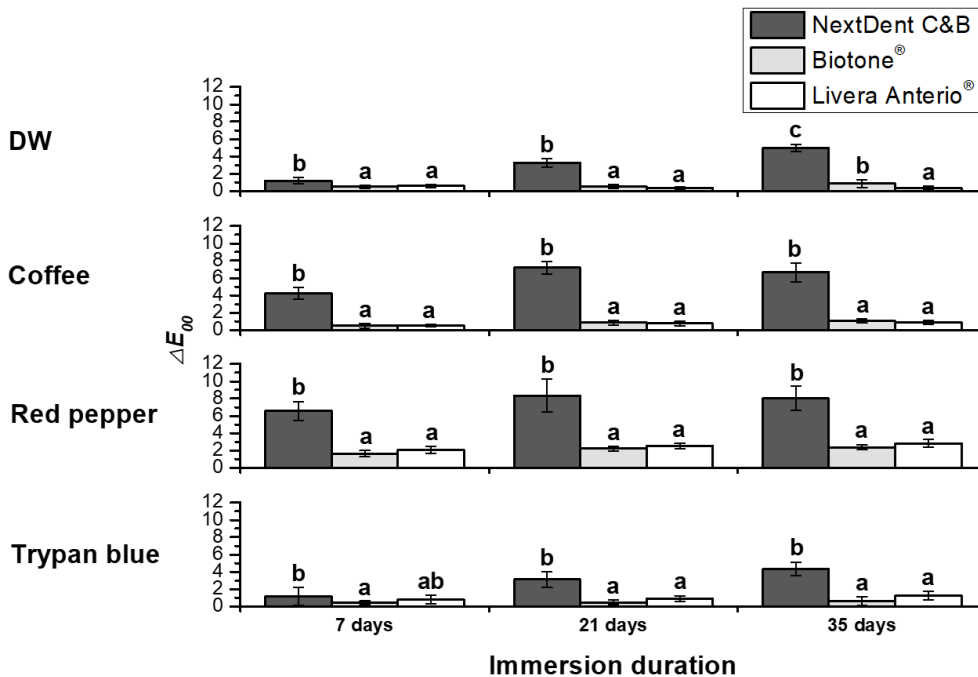 NextDent C&B
Biotone®
Livera Anterio®
DW
12
10
8
6
4
2
0
b a a
b a a
c b a
Coffee
12
10
8
6
4
2
0
b a a
b a a
b a a
ΔE00
Red pepper
12
10
8
6
4
2
0
b a a
b a a
b a a
Trypan blue
12
10
8
6
4
2
0
b a ab
b a a
b a a
7 days 21 days 35 days
Immersion duration